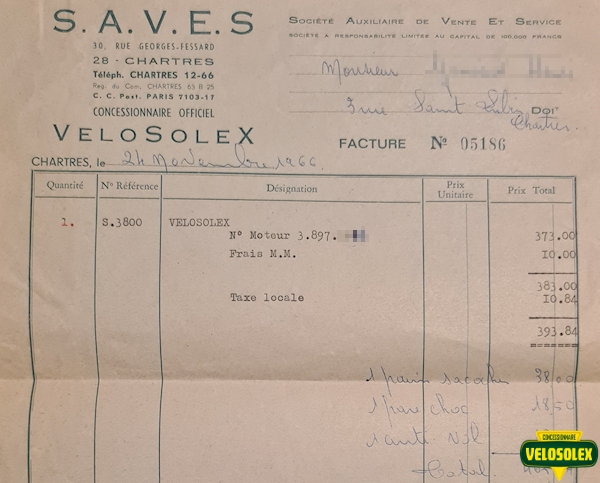 S.A.V.E.S
30, RUE GEORGES-FESSARD
28 - CHARTRES
Téléph. CHARTRES 12-66
Reg. du Com. CHARTRES 63 B 25
C. C. Post. PARIS 7103-17
CONCESSIONNAIRE OFFICIEL
VELOSOLEX
SOCIÉTÉ AUXILIAIRE DE VENTE ET SERVICE
SOCIÉTÉ A RESPONSABILITÉ LIMITÉE AU CAPITAL DE 100.000 FRANCS
Monsieur
3 rue Saint DOIT
Chartres.
FACTURE Nº 05186
CHARTRES, le 24 Novembre 1966.
Quantité Nº Référence Désignation Prix Unitaire Prix Total
1. S.3800 VELOSOLEX
Nº Moteur 3.897. 373.00
Frais M.M. 10.00
383.00
Taxe locale 10.84
393.84
1 paire sacoches 38,00
1 pare choc 18,50
Vol
Total
CONCESSIONNAIRE
VELOSOLEX